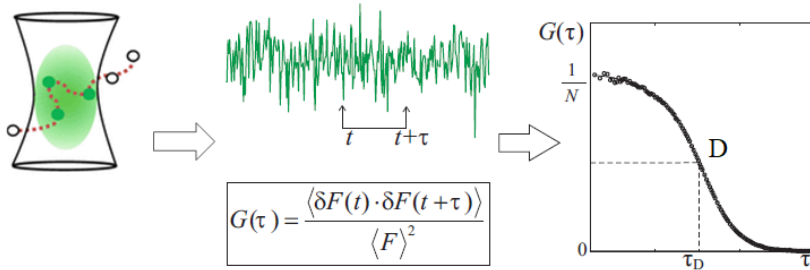 t
t+τ
G(τ) = ⟨δF(t)·δF(t+τ)⟩ / ⟨F⟩²
G(τ)
1/N
D
0
τD
τ